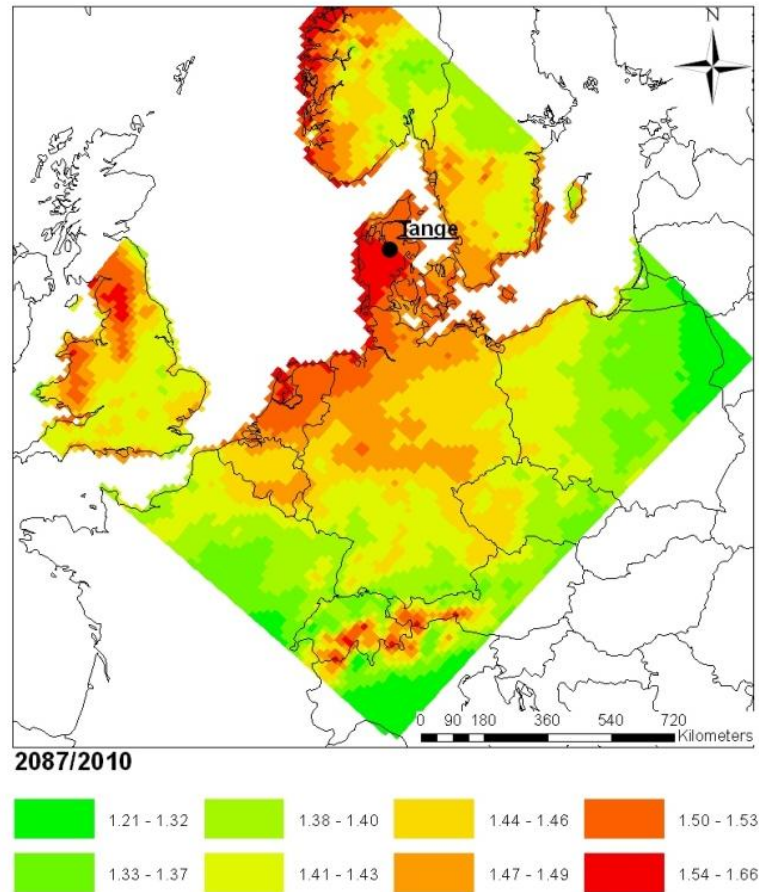 N
Tange
0 90 180 360 540 720
Kilometers
2087/2010
1.21 - 1.32 1.38 - 1.40 1.44 - 1.46 1.50 - 1.53
1.33 - 1.37 1.41 - 1.43 1.47 - 1.49 1.54 - 1.66